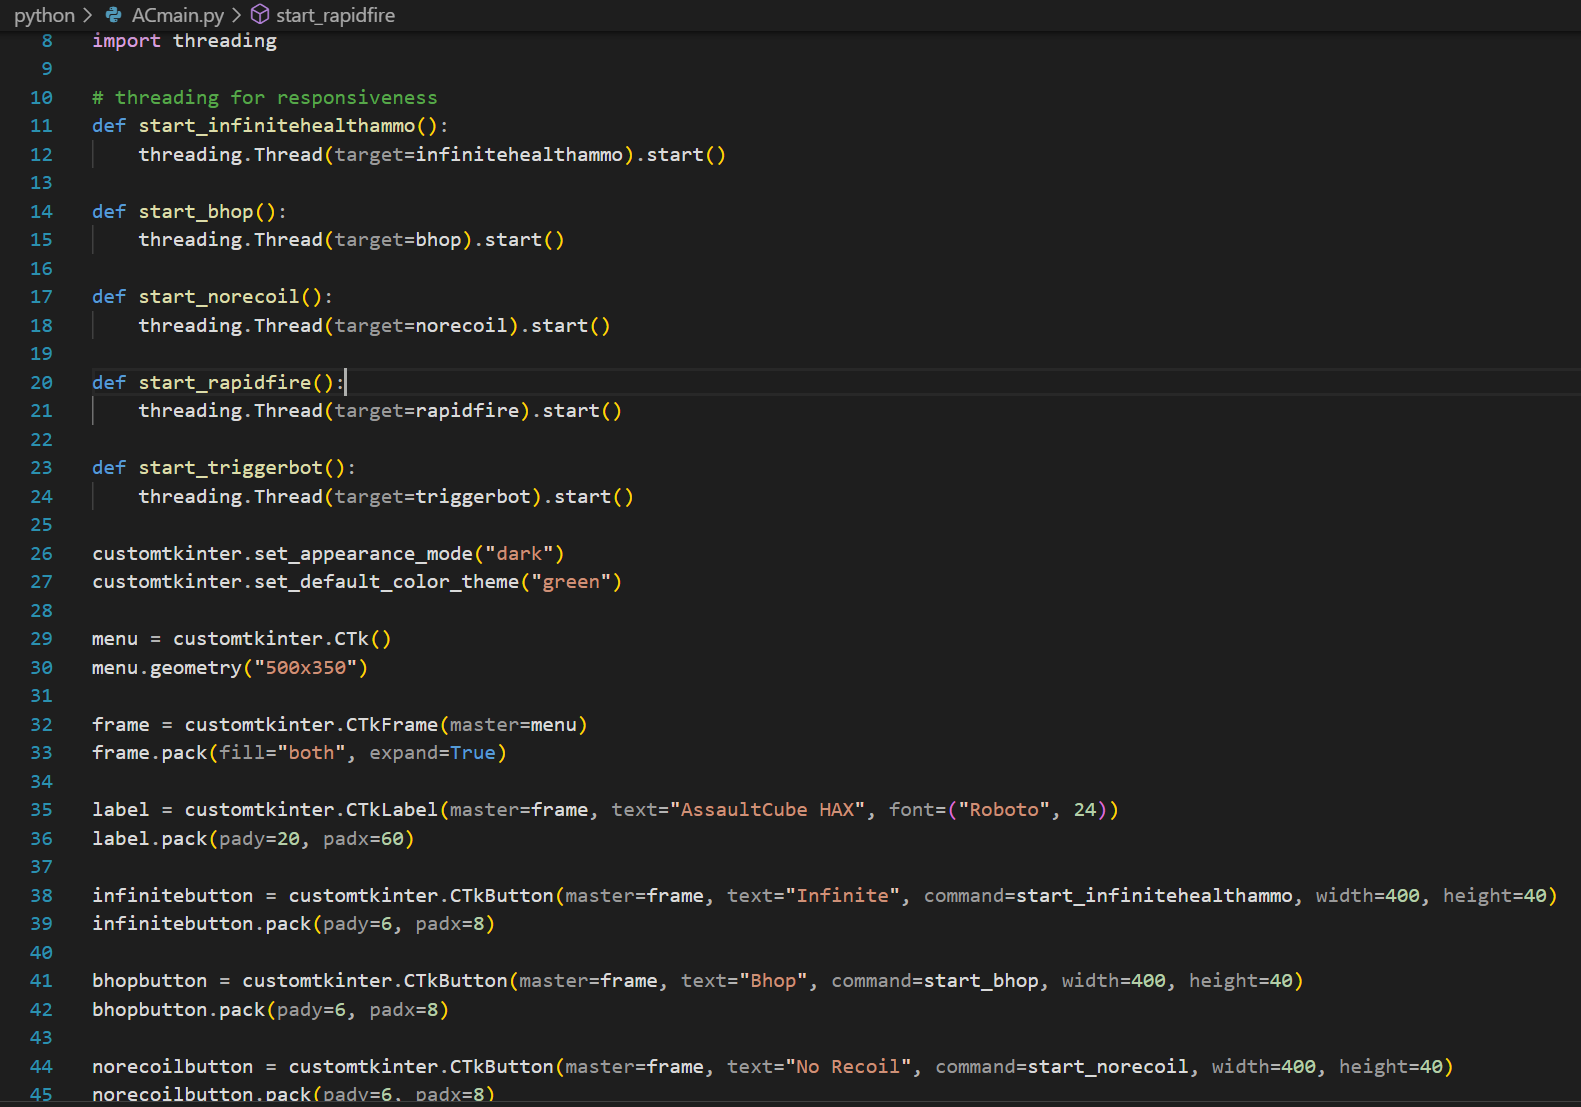 python > ACmain.py > start_rapidfire
8 import threading
9
10 # threading for responsiveness
11 def start_infinitehealthammo():
12     threading.Thread(target=infinitehealthammo).start()
13
14 def start_bhop():
15     threading.Thread(target=bhop).start()
16
17 def start_norecoil():
18     threading.Thread(target=norecoil).start()
19
20 def start_rapidfire():
21     threading.Thread(target=rapidfire).start()
22
23 def start_triggerbot():
24     threading.Thread(target=triggerbot).start()
25
26 customtkinter.set_appearance_mode("dark")
27 customtkinter.set_default_color_theme("green")
28
29 menu = customtkinter.CTk()
30 menu.geometry("500x350")
31
32 frame = customtkinter.CTkFrame(master=menu)
33 frame.pack(fill="both", expand=True)
34
35 label = customtkinter.CTkLabel(master=frame, text="AssaultCube HAX", font=("Roboto", 24))
36 label.pack(pady=20, padx=60)
37
38 infinitebutton = customtkinter.CTkButton(master=frame, text="Infinite", command=start_infinitehealthammo, width=400, height=40)
39 infinitebutton.pack(pady=6, padx=8)
40
41 bhopbutton = customtkinter.CTkButton(master=frame, text="Bhop", command=start_bhop, width=400, height=40)
42 bhopbutton.pack(pady=6, padx=8)
43
44 norecoilbutton = customtkinter.CTkButton(master=frame, text="No Recoil", command=start_norecoil, width=400, height=40)
45 norecoilbutton.pack(pady=6, padx=8)